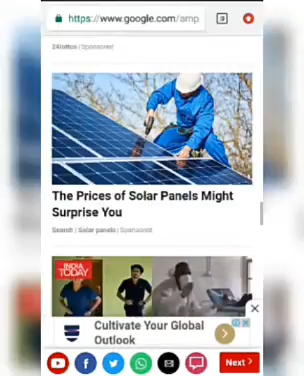 https://www.google.com/amp
24lottos | Sponsored
The Prices of Solar Panels Might
Surprise You
Search | Solar panels | Sponsored
INDIA
TODAY
Cultivate Your Global
Outlook
Next >